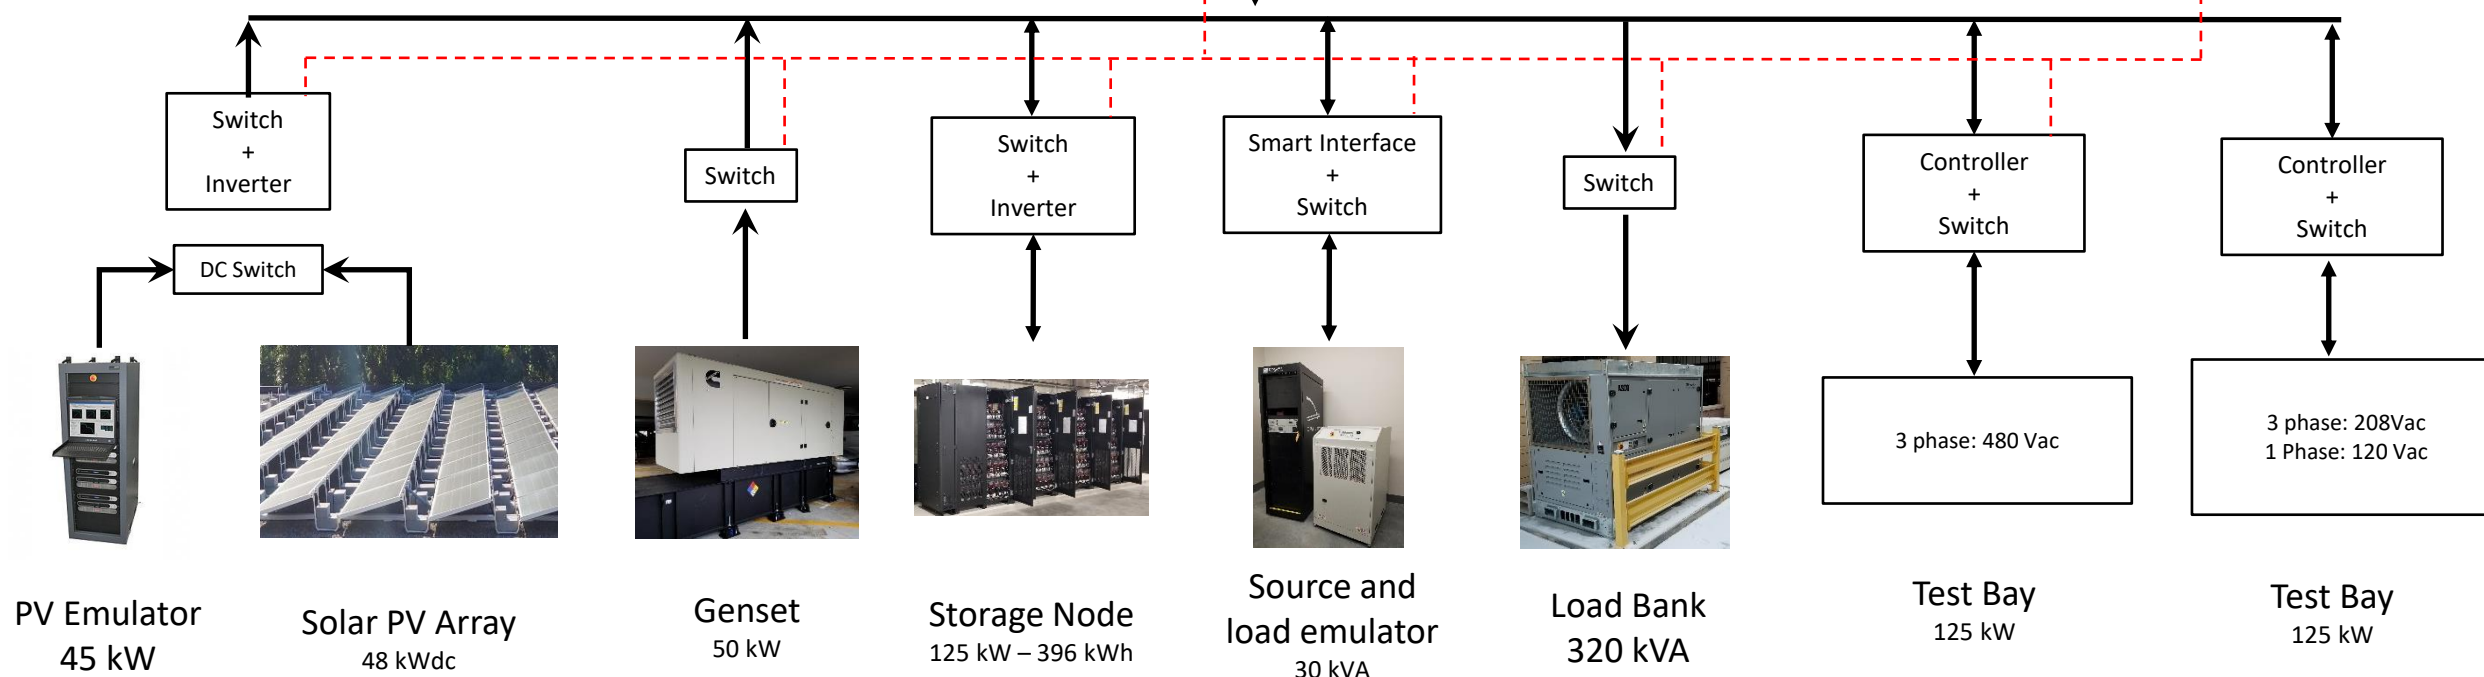 Switch
+
Inverter
DC Switch
Switch
Switch
+
Inverter
Smart Interface
+
Switch
Switch
Controller
+
Switch
Controller
+
Switch
3 phase: 480 Vac
3 phase: 208Vac
1 Phase: 120 Vac
PV Emulator
45 kW
Solar PV Array
48 kWdc
Genset
50 kW
Storage Node
125 kW – 396 kWh
Source and
load emulator
30 kVA
Load Bank
320 kVA
Test Bay
125 kW
Test Bay
125 kW